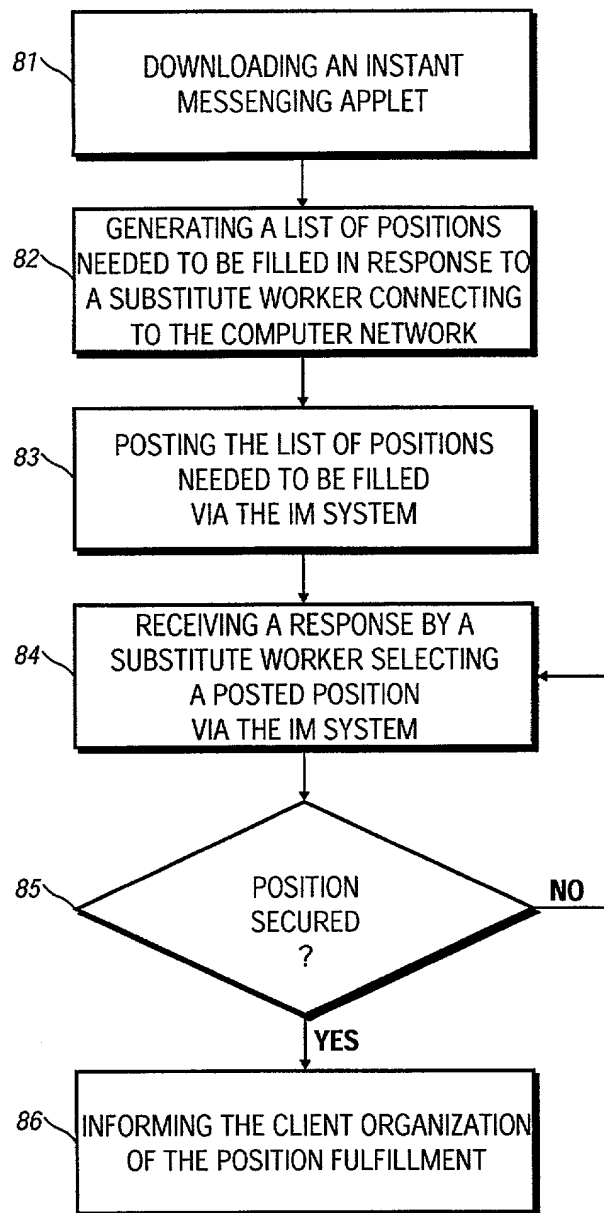 81
DOWNLOADING AN INSTANT
MESSENGING APPLET
82
GENERATING A LIST OF POSITIONS
NEEDED TO BE FILLED IN RESPONSE TO
A SUBSTITUTE WORKER CONNECTING
TO THE COMPUTER NETWORK
83
POSTING THE LIST OF POSITIONS
NEEDED TO BE FILLED
VIA THE IM SYSTEM
84
RECEIVING A RESPONSE BY A
SUBSTITUTE WORKER SELECTING
A POSTED POSITION
VIA THE IM SYSTEM
85
POSITION
SECURED
?
NO
YES
86
INFORMING THE CLIENT ORGANIZATION
OF THE POSITION FULFILLMENT